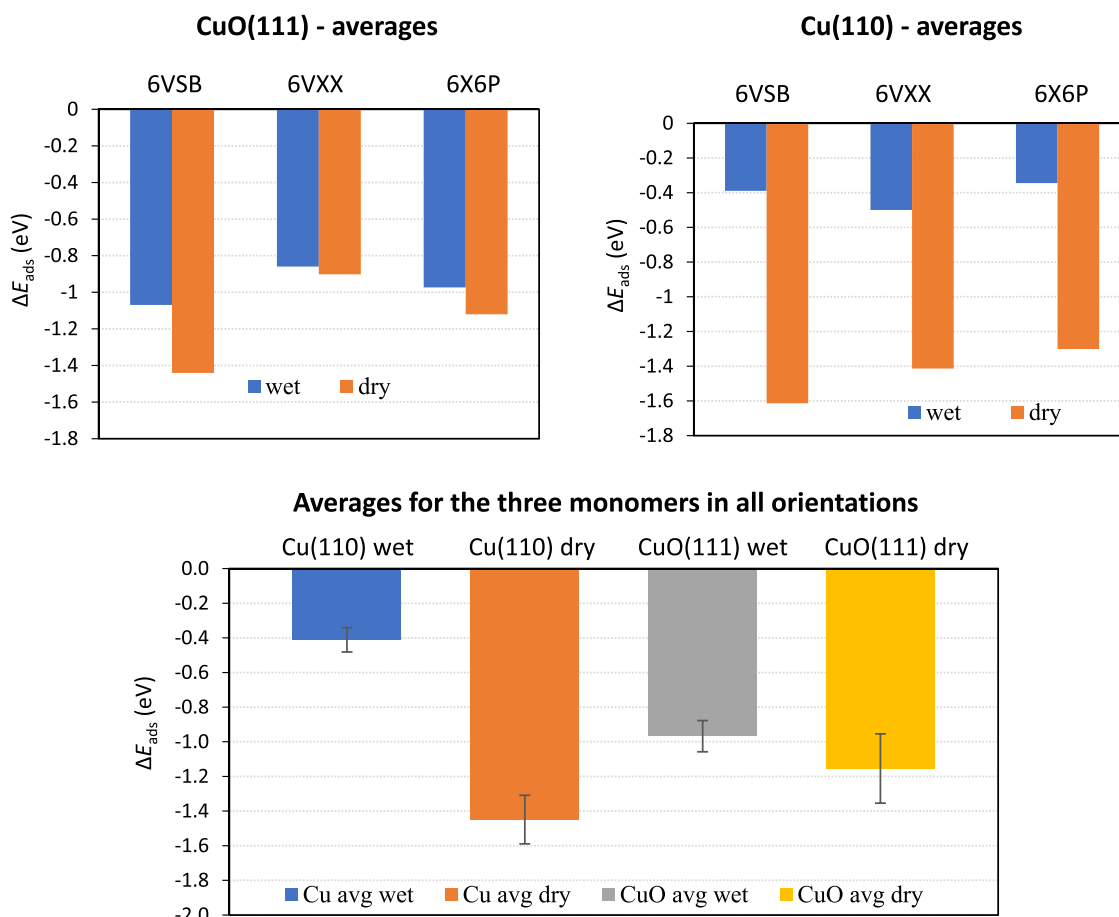 CuO(111) - averages
6VSB 6VXX 6X6P
0
-0.2
-0.4
-0.6
-0.8
-1
-1.2
-1.4
-1.6
-1.8
ΔEads (eV)
wet dry
Cu(110) - averages
6VSB 6VXX 6X6P
0
-0.2
-0.4
-0.6
-0.8
-1
-1.2
-1.4
-1.6
-1.8
ΔEads (eV)
wet dry
Averages for the three monomers in all orientations
Cu(110) wet Cu(110) dry CuO(111) wet CuO(111) dry
0.0
-0.2
-0.4
-0.6
-0.8
-1.0
-1.2
-1.4
-1.6
-1.8
-2.0
ΔEads (eV)
Cu avg wet Cu avg dry CuO avg wet CuO avg dry